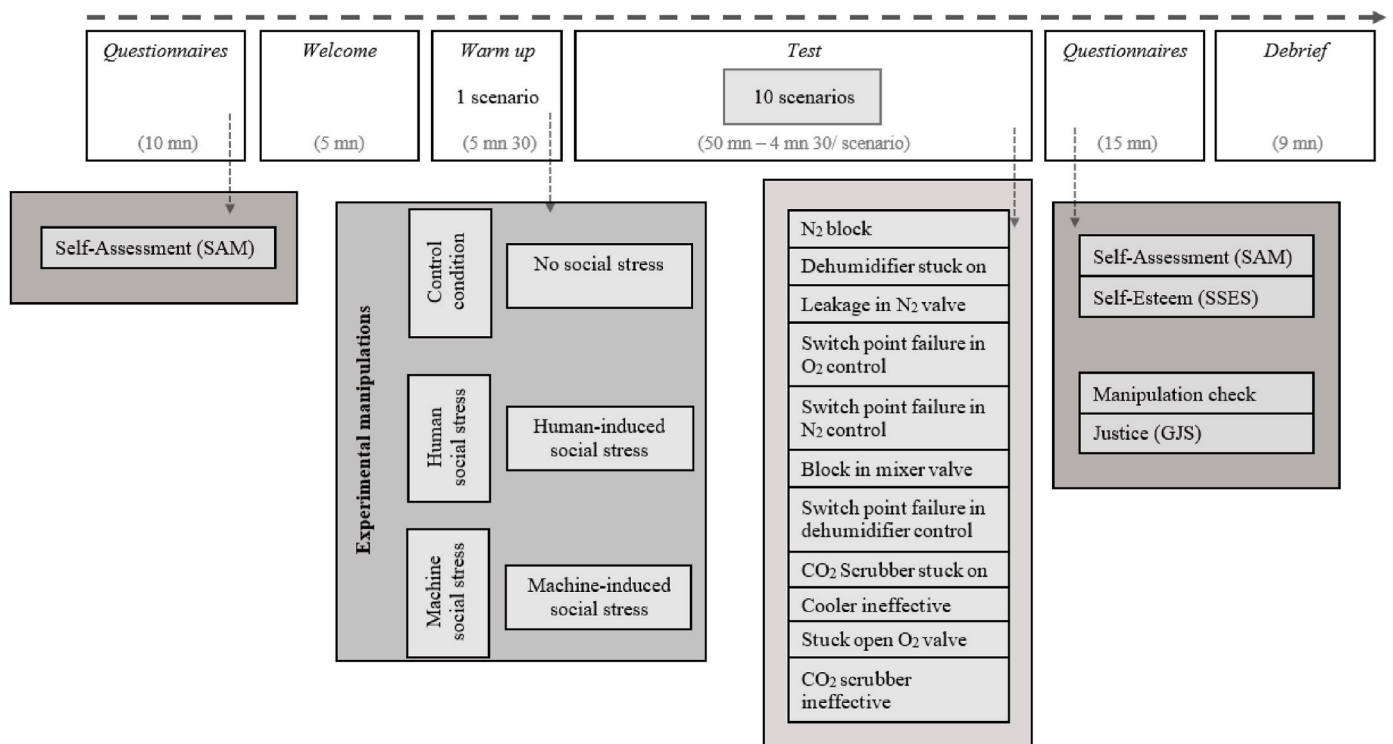 Questionnaires
(10 mn)
Welcome
(5 mn)
Warm up
1 scenario
(5 mn 30)
Test
10 scenarios
(50 mn – 4 mn 30/ scenario)
Questionnaires
(15 mn)
Debrief
(9 mn)
Self-Assessment (SAM)
Experimental manipulations
Control
condition
No social stress
Human
social stress
Human-induced
social stress
Machine
social stress
Machine-induced
social stress
N2 block
Dehumidifier stuck on
Leakage in N2 valve
Switch point failure in
O2 control
Switch point failure in
N2 control
Block in mixer valve
Switch point failure in
dehumidifier control
CO2 Scrubber stuck on
Cooler ineffective
Stuck open O2 valve
CO2 scrubber
ineffective
Self-Assessment (SAM)
Self-Esteem (SSES)
Manipulation check
Justice (GJS)